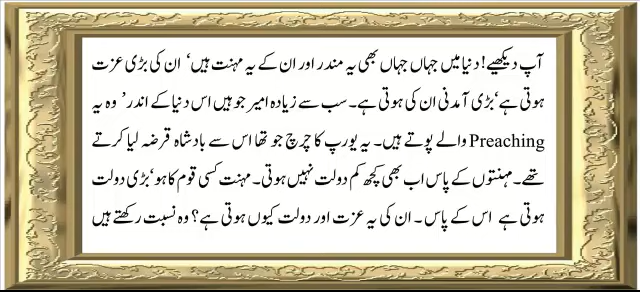 آپ دیکھیے! دنیا میں جہاں جہاں بھی یہ مندر اور ان کے یہ مہنت ہیں‘ ان کی بڑی عزت
ہوتی ہے‘ بڑی آمدنی ان کی ہوتی ہے۔ سب سے زیادہ امیر جو ہیں اس دنیا کے اندر’ وہ یہ
Preaching والے پوتے ہیں۔ یہ یورپ کا چرچ جو تھا اس سے بادشاہ قرضہ لیا کرتے
تھے۔ مہنتوں کے پاس اب بھی کچھ کم دولت نہیں ہوتی۔ مہنت کسی قوم کا ہو‘ بڑی دولت
ہوتی ہے اس کے پاس۔ ان کی یہ عزت اور دولت کیوں ہوتی ہے؟ وہ نسبت رکھتے ہیں